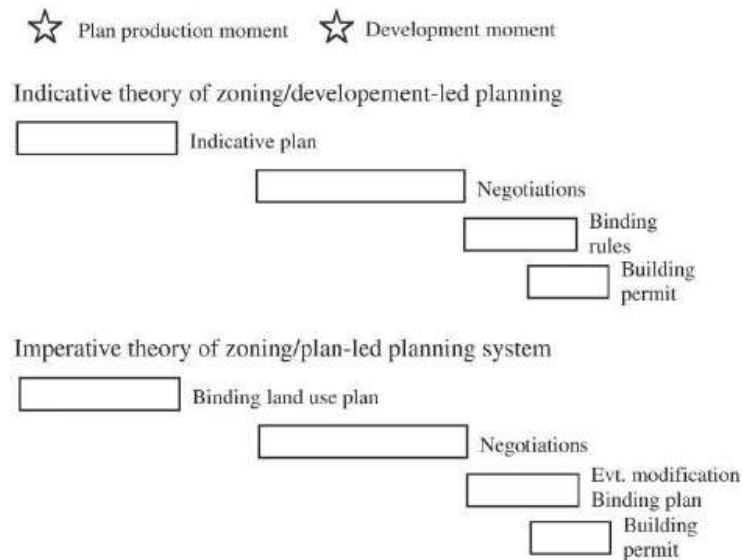 Plan production moment
Development moment
Indicative theory of zoning/developement-led planning
Indicative plan
Negotiations
Binding
rules
Building
permit
Imperative theory of zoning/plan-led planning system
Binding land use plan
Negotiations
Evt. modification
Binding plan
Building
permit